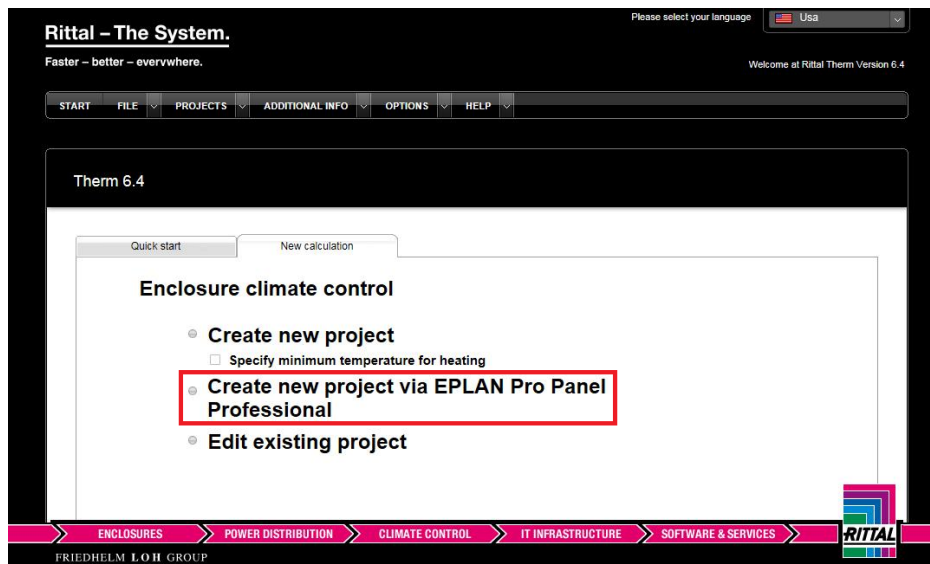 Please select your language
Usa
Rittal – The System.
Faster – better – everywhere.
Welcome at Rittal Therm Version 6.4
START FILE PROJECTS ADDITIONAL INFO OPTIONS HELP
Therm 6.4
Quick start New calculation
Enclosure climate control
Create new project
Specify minimum temperature for heating
Create new project via EPLAN Pro Panel
Professional
Edit existing project
ENCLOSURES POWER DISTRIBUTION CLIMATE CONTROL IT INFRASTRUCTURE SOFTWARE & SERVICES
RITTAL
FRIEDHELM LOH GROUP